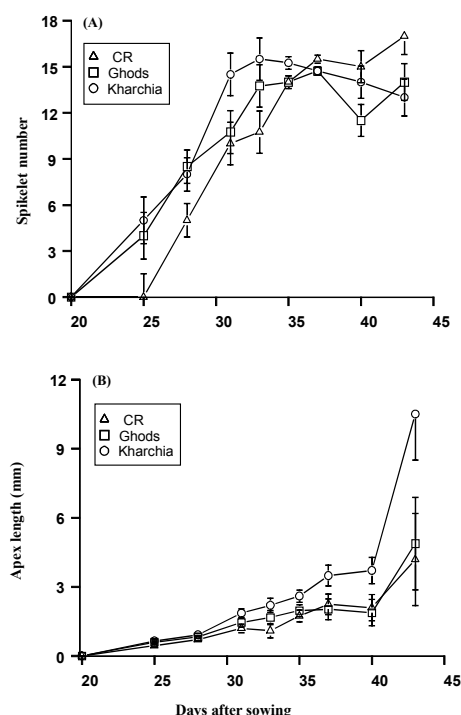 (A)
18
15
12
9
6
3
0
Spikelet number
CR
Ghods
Kharchia
20 25 30 35 40 45
(B)
12
9
6
3
0
Apex length (mm)
CR
Ghods
Kharchia
20 25 30 35 40 45
Days after sowing